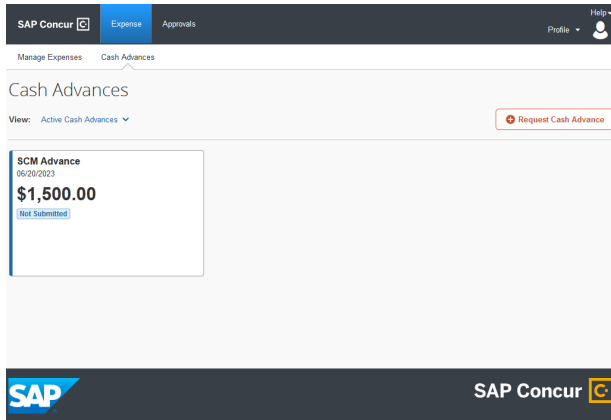 Help
SAP Concur C Expense Approvals
Profile
Manage Expenses Cash Advances
Cash Advances
View: Active Cash Advances
Request Cash Advance
SCM Advance
06/20/2023
$1,500.00
Not Submitted
SAP
SAP Concur C